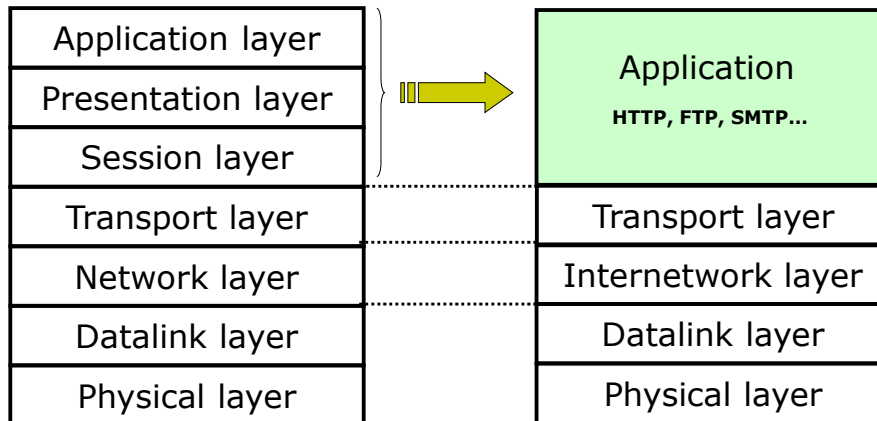 Application layer
Presentation layer
Session layer
Transport layer
Network layer
Datalink layer
Physical layer
Application
HTTP, FTP, SMTP...
Transport layer
Internetwork layer
Datalink layer
Physical layer